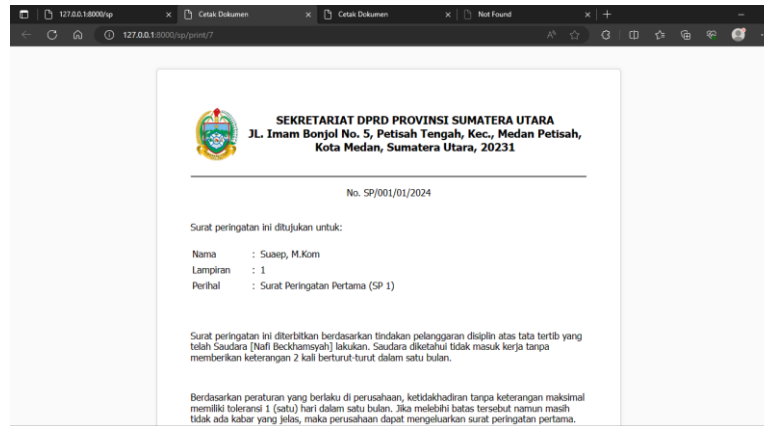 127.0.0.1:8000/sp
Cetak Dokumen
Cetak Dokumen
Not Found
127.0.0.1:8000/sp/print/7
SEKRETARIAT DPRD PROVINSI SUMATERA UTARA
JL. Imam Bonjol No. 5, Petisah Tengah, Kec., Medan Petisah,
Kota Medan, Sumatera Utara, 20231
No. SP/001/01/2024
Surat peringatan ini ditujukan untuk:
Nama : Suaep, M.Kom
Lampiran : 1
Perihal : Surat Peringatan Pertama (SP 1)
Surat peringatan ini diterbitkan berdasarkan tindakan pelanggaran disiplin atas tata tertib yang
telah Saudara [Nafi Beckhamsyah] lakukan. Saudara diketahui tidak masuk kerja tanpa
memberikan keterangan 2 kali berturut-turut dalam satu bulan.
Berdasarkan peraturan yang berlaku di perusahaan, ketidakhadiran tanpa keterangan maksimal
memiliki toleransi 1 (satu) hari dalam satu bulan. Jika melebihi batas tersebut namun masih
tidak ada kabar yang jelas, maka perusahaan dapat mengeluarkan surat peringatan pertama.